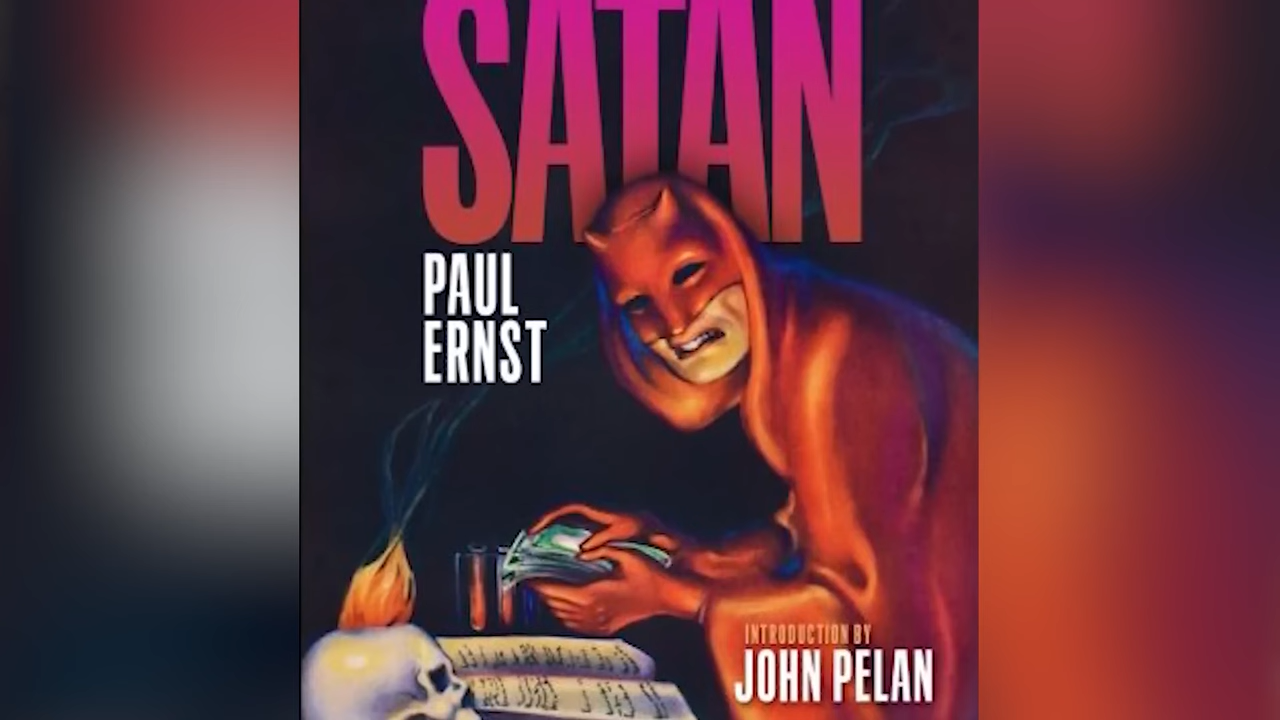 SATAN
PAUL
ERNST
INTRODUCTION BY
JOHN PELAN